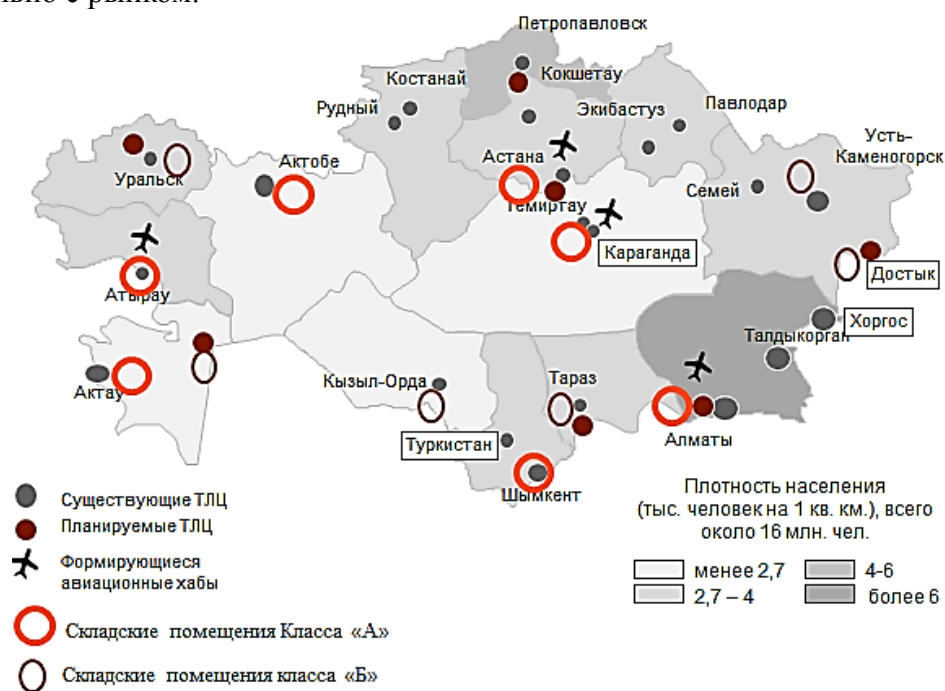 льно с рынком.
Петропавловск
Костанай
Кокшетау
Рудный
Экибастуз
Павлодар
Усть-
Каменогорск
Актобе
Астана
Уральск
Семей
Темиртау
Караганда
Достык
Атырау
Хоргос
Талдыкорган
Кызыл-Орда
Тараз
Актау
Туркистан
Алматы
Шымкент
Существующие ТЛЦ
Планируемые ТЛЦ
Формирующиеся
авиационные хабы
Складские помещения Класса «А»
Складские помещения класса «Б»
Плотность населения
(тыс. человек на 1 кв. км.), всего
около 16 млн. чел.
менее 2,7
4-6
2,7 – 4
более 6